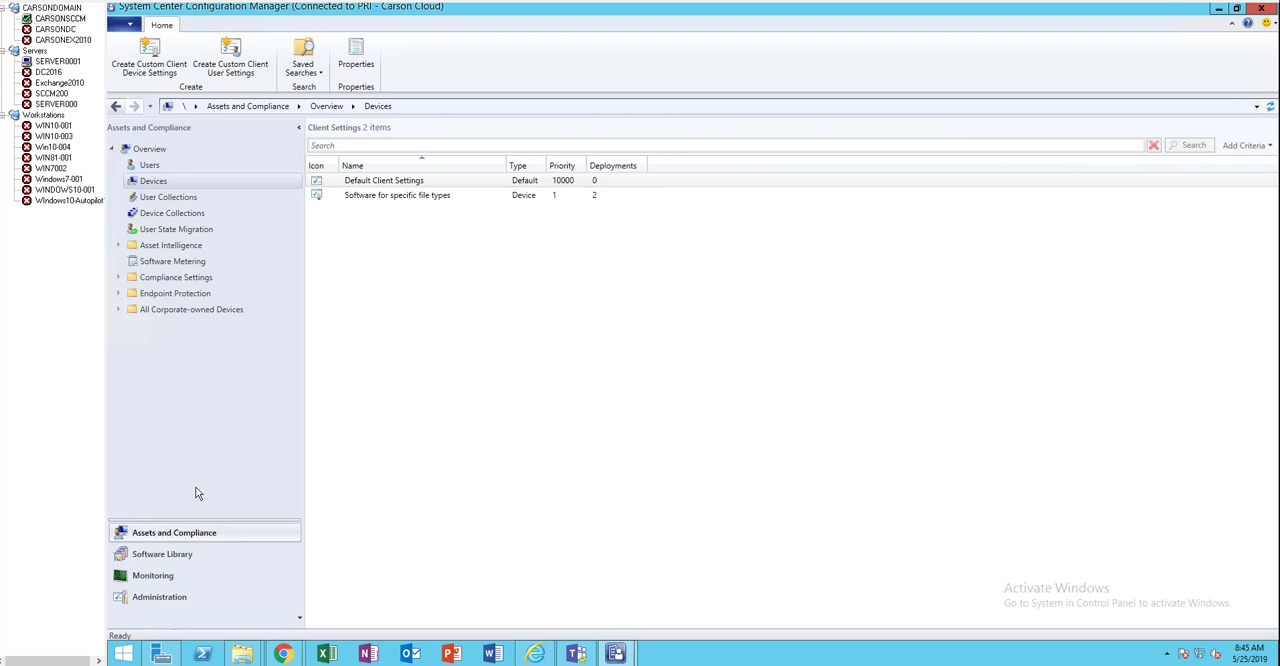 CARSONDOMAIN
CARSONSCCM
CARSONDC
CARSONEX2010
Servers
SERVER0001
DC2016
Exchange2010
SCCM200
SERVER000
Workstations
WIN10-001
WIN10-003
Win10-004
WIN81-001
WIN7002
Windows7-001
WINDOWS10-001
WIndows10-Autopilot
System Center Configuration Manager (Connected to PRI - Carson Cloud)
Home
Create Custom Client Device Settings
Create Custom Client User Settings
Saved Searches
Properties
Create
Search
Properties
\ Assets and Compliance Overview Devices
Assets and Compliance
Overview
Users
Devices
User Collections
Device Collections
User State Migration
Asset Intelligence
Software Metering
Compliance Settings
Endpoint Protection
All Corporate-owned Devices
Assets and Compliance
Software Library
Monitoring
Administration
Client Settings 2 items
Search
Search
Add Criteria
Icon Name Type Priority Deployments
Default Client Settings Default 10000 0
Software for specific file types Device 1 2
Activate Windows
Go to System in Control Panel to activate Windows.
Ready
8:45 AM
5/25/2019